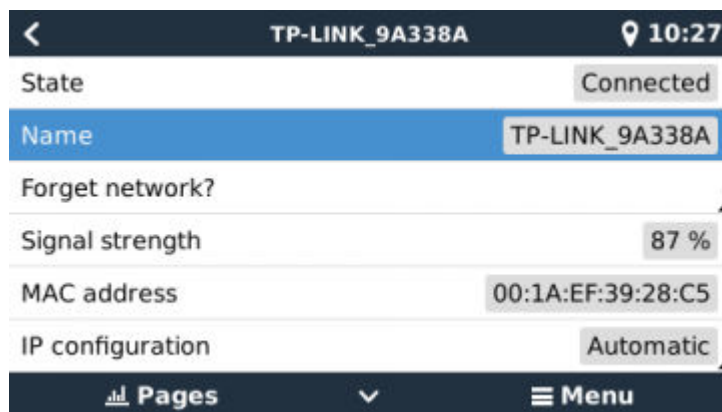 TP-LINK_9A338A 10:27
State Connected
Name TP-LINK_9A338A
Forget network?
Signal strength 87 %
MAC address 00:1A:EF:39:28:C5
IP configuration Automatic
Pages Menu